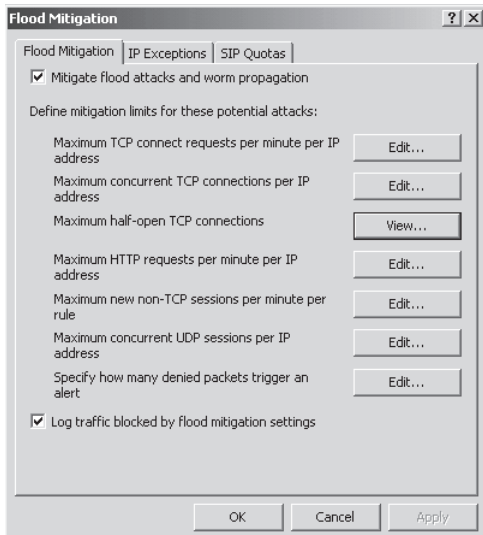 Flood Mitigation
Flood Mitigation
IP Exceptions
SIP Quotas
Mitigate flood attacks and worm propagation
Define mitigation limits for these potential attacks:
Maximum TCP connect requests per minute per IP
address
Edit...
Maximum concurrent TCP connections per IP
address
Edit...
Maximum half-open TCP connections
View...
Maximum HTTP requests per minute per IP
address
Edit...
Maximum new non-TCP sessions per minute per
rule
Edit...
Maximum concurrent UDP sessions per IP
address
Edit...
Specify how many denied packets trigger an
alert
Edit...
Log traffic blocked by flood mitigation settings
OK
Cancel
Apply